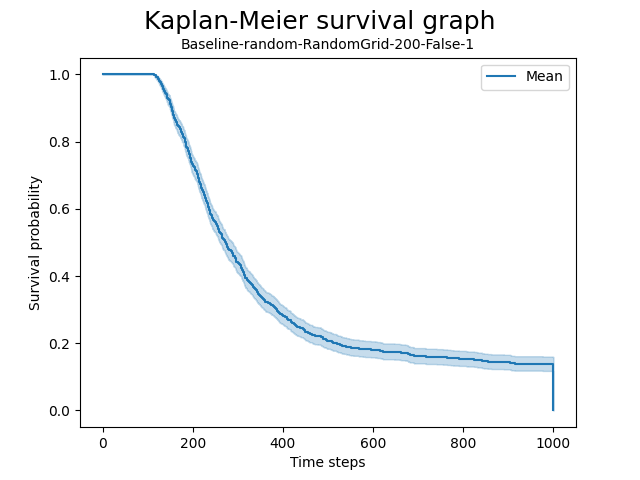 Kaplan-Meier survival graph
Baseline-random-RandomGrid-200-False-1
Mean
1.0
0.8
0.6
0.4
0.2
0.0
Survival probability
0 200 400 600 800 1000
Time steps